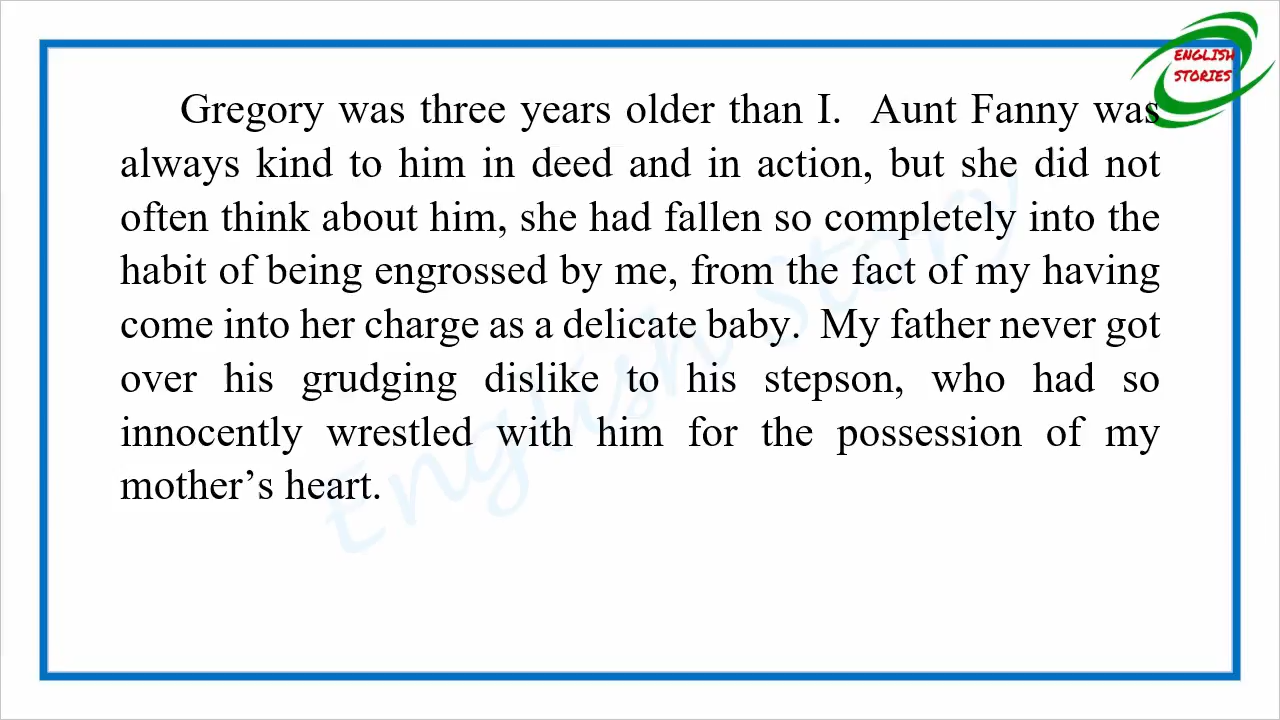 ENGLISH
STORIES
Gregory was three years older than I. Aunt Fanny was
always kind to him in deed and in action, but she did not
often think about him, she had fallen so completely into the
habit of being engrossed by me, from the fact of my having
come into her charge as a delicate baby. My father never got
over his grudging dislike to his stepson, who had so
innocently wrestled with him for the possession of my
mother’s heart.
English Story